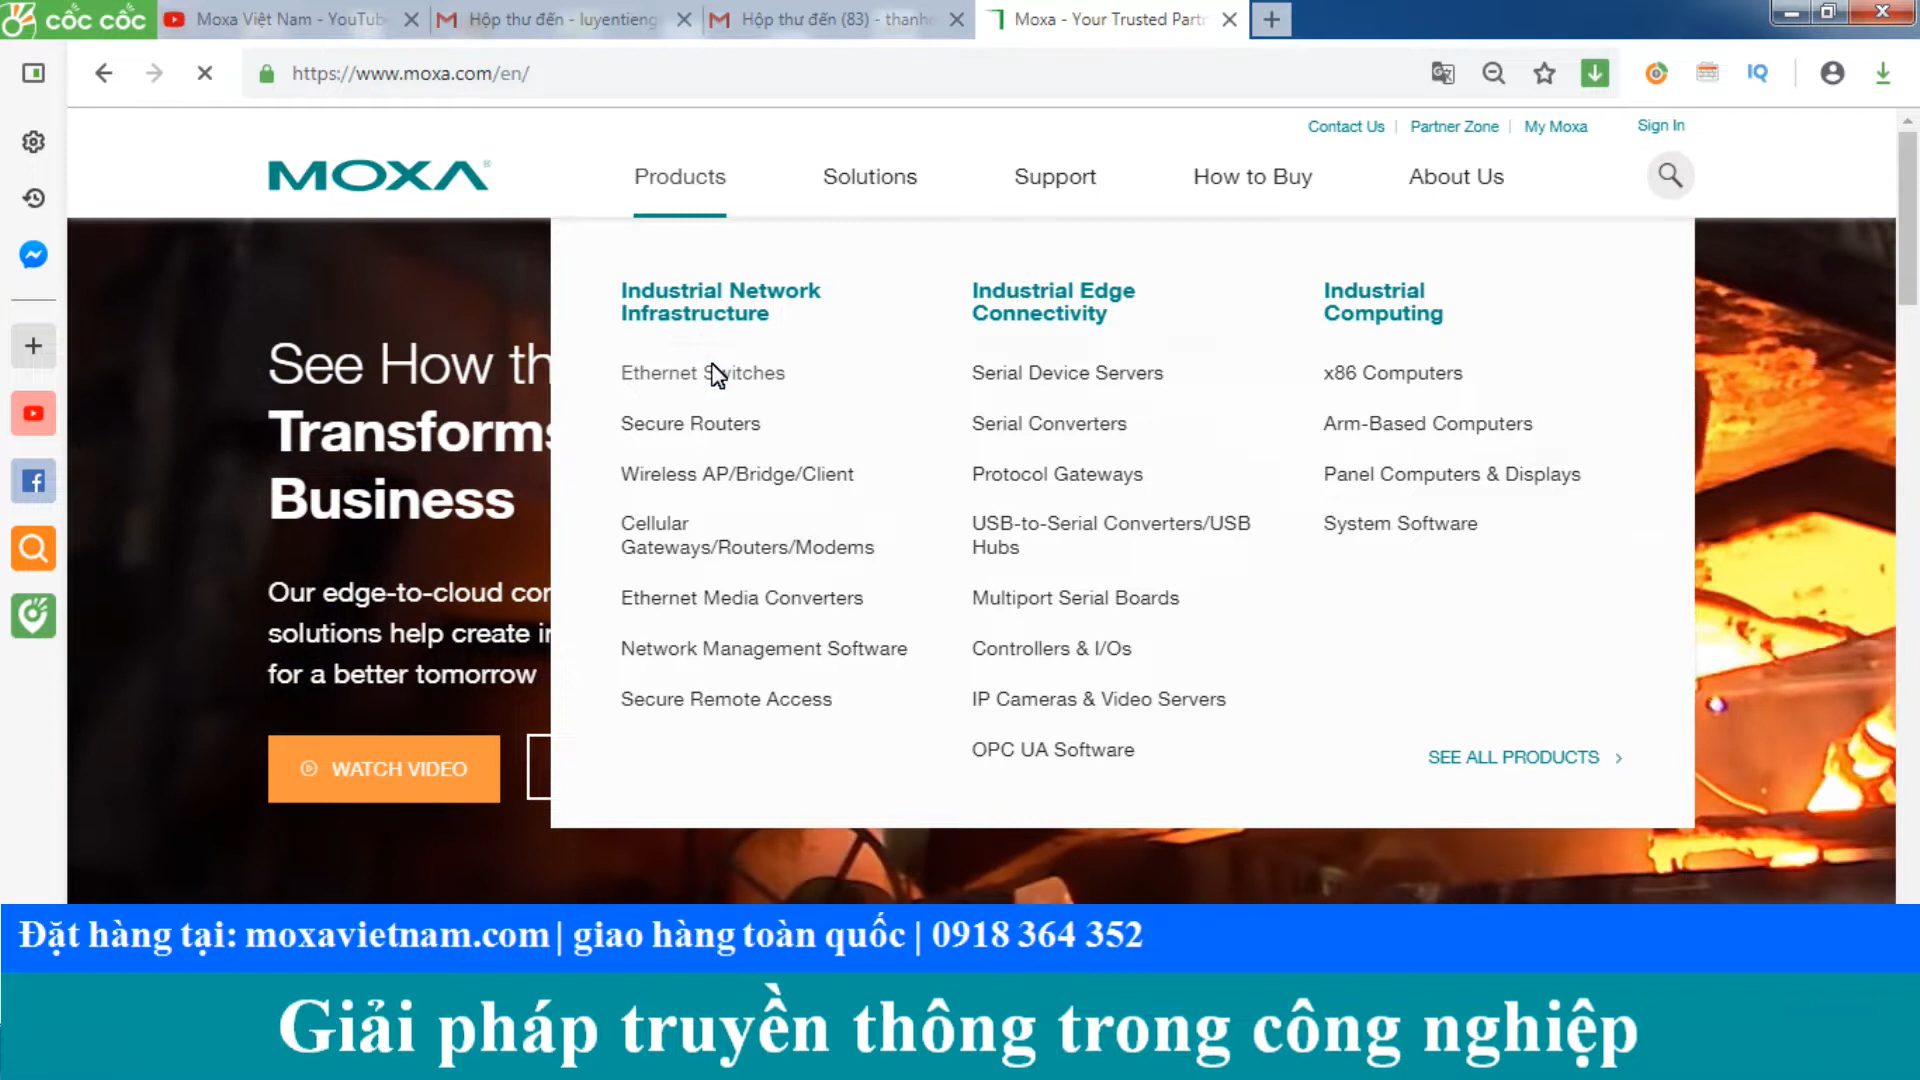 cốc cốc
Moxa Việt Nam - YouTube
Hộp thư đến - luyentieng
Hộp thư đến (83) - thanh
Moxa - Your Trusted Partn
https://www.moxa.com/en/
IQ
Contact Us | Partner Zone | My Moxa
Sign In
MOXA®
Products
Solutions
Support
How to Buy
About Us
Industrial Network
Infrastructure
Ethernet Switches
Secure Routers
Wireless AP/Bridge/Client
Cellular
Gateways/Routers/Modems
Ethernet Media Converters
Network Management Software
Secure Remote Access
Industrial Edge
Connectivity
Serial Device Servers
Serial Converters
Protocol Gateways
USB-to-Serial Converters/USB
Hubs
Multiport Serial Boards
Controllers & I/Os
IP Cameras & Video Servers
OPC UA Software
Industrial
Computing
x86 Computers
Arm-Based Computers
Panel Computers & Displays
System Software
SEE ALL PRODUCTS
See How th
Transforms
Business
Our edge-to-cloud cor
solutions help create ir
for a better tomorrow
WATCH VIDEO
Đặt hàng tại: moxavietnam.com| giao hàng toàn quốc | 0918 364 352
Giải pháp truyền thông trong công nghiệp